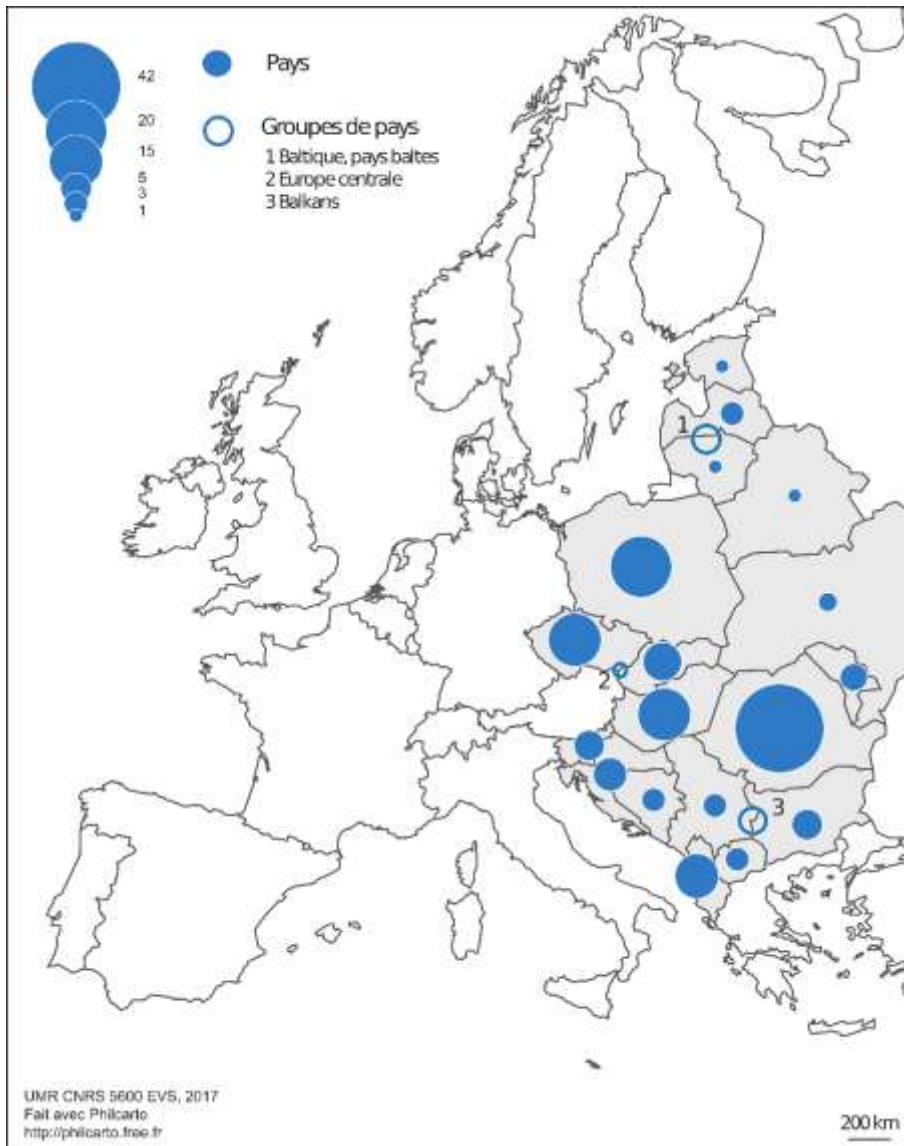 42
20
15
5
3
1
Pays
Groupes de pays
1 Baltique, pays baltes
2 Europe centrale
3 Balkans
1
2
3
UMR CNRS 5600 EVS, 2017
Fait avec Philcarto
http://philcarto.free.fr
200 km